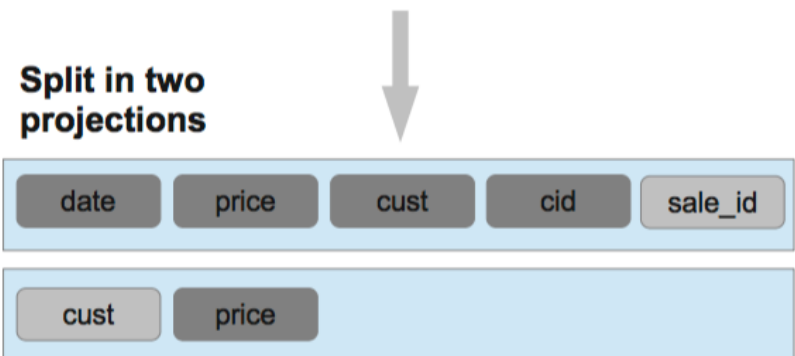 Split in two
projections
date price cust cid sale_id
cust price